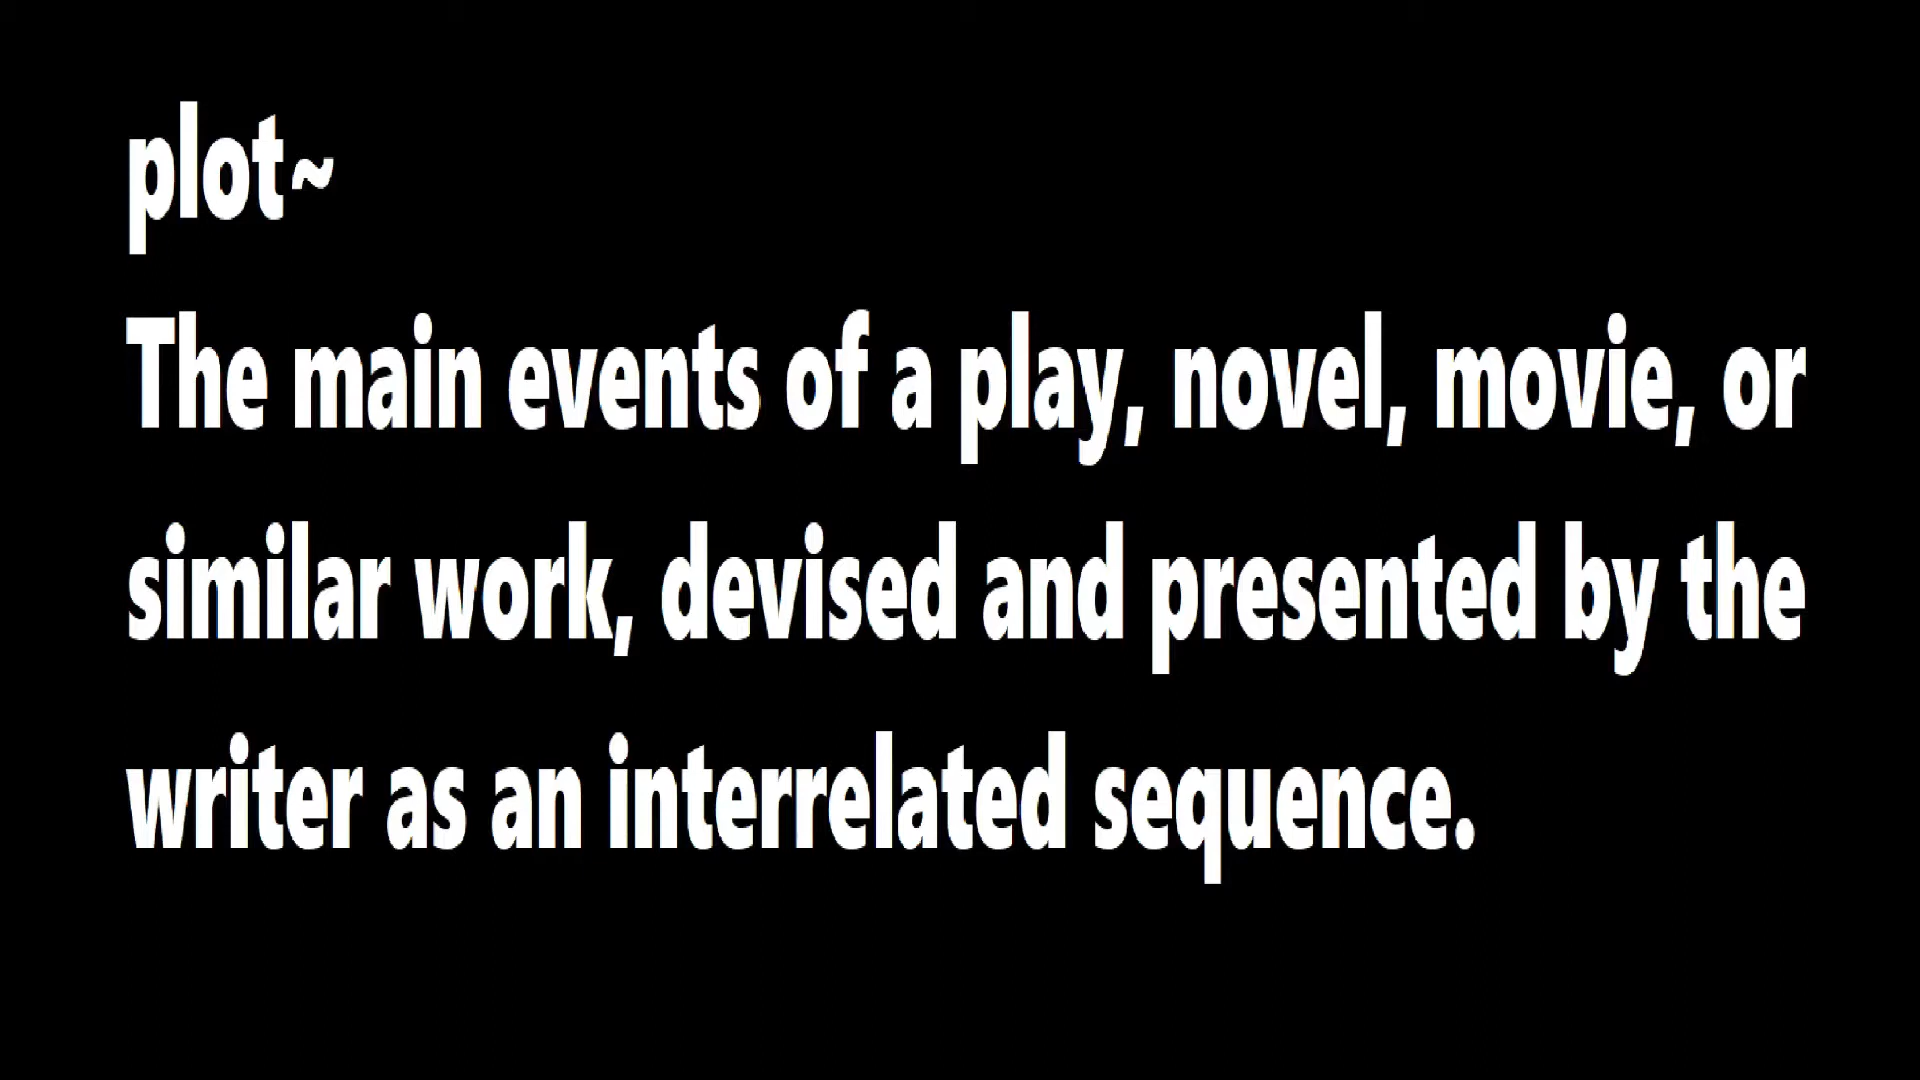 plot~
The main events of a play, novel, movie, or
similar work, devised and presented by the
writer as an interrelated sequence.